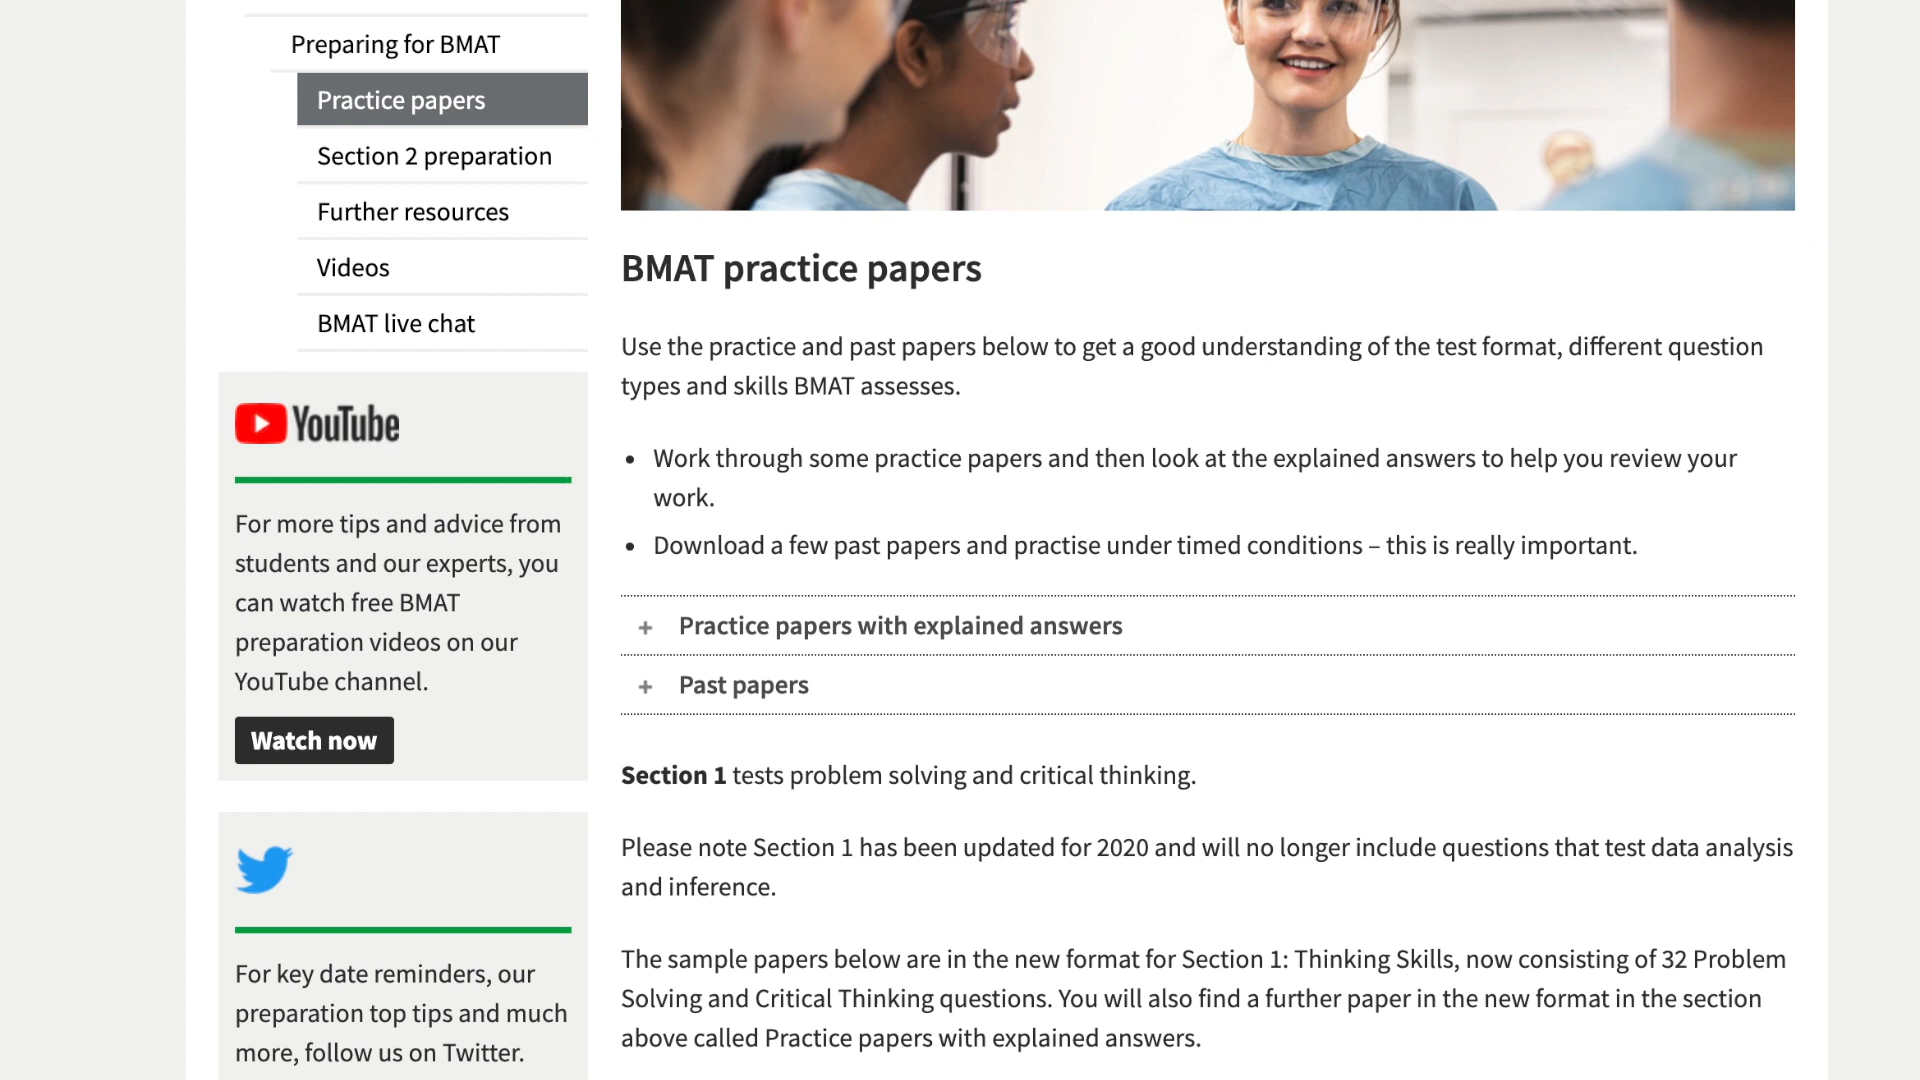 Preparing for BMAT
Practice papers
Section 2 preparation
Further resources
Videos
BMAT live chat
YouTube
For more tips and advice from
students and our experts, you
can watch free BMAT
preparation videos on our
YouTube channel.
Watch now
For key date reminders, our
preparation top tips and much
more, follow us on Twitter.
BMAT practice papers
Use the practice and past papers below to get a good understanding of the test format, different question
types and skills BMAT assesses.
• Work through some practice papers and then look at the explained answers to help you review your
work.
• Download a few past papers and practise under timed conditions – this is really important.
+ Practice papers with explained answers
+ Past papers
Section 1 tests problem solving and critical thinking.
Please note Section 1 has been updated for 2020 and will no longer include questions that test data analysis
and inference.
The sample papers below are in the new format for Section 1: Thinking Skills, now consisting of 32 Problem
Solving and Critical Thinking questions. You will also find a further paper in the new format in the section
above called Practice papers with explained answers.